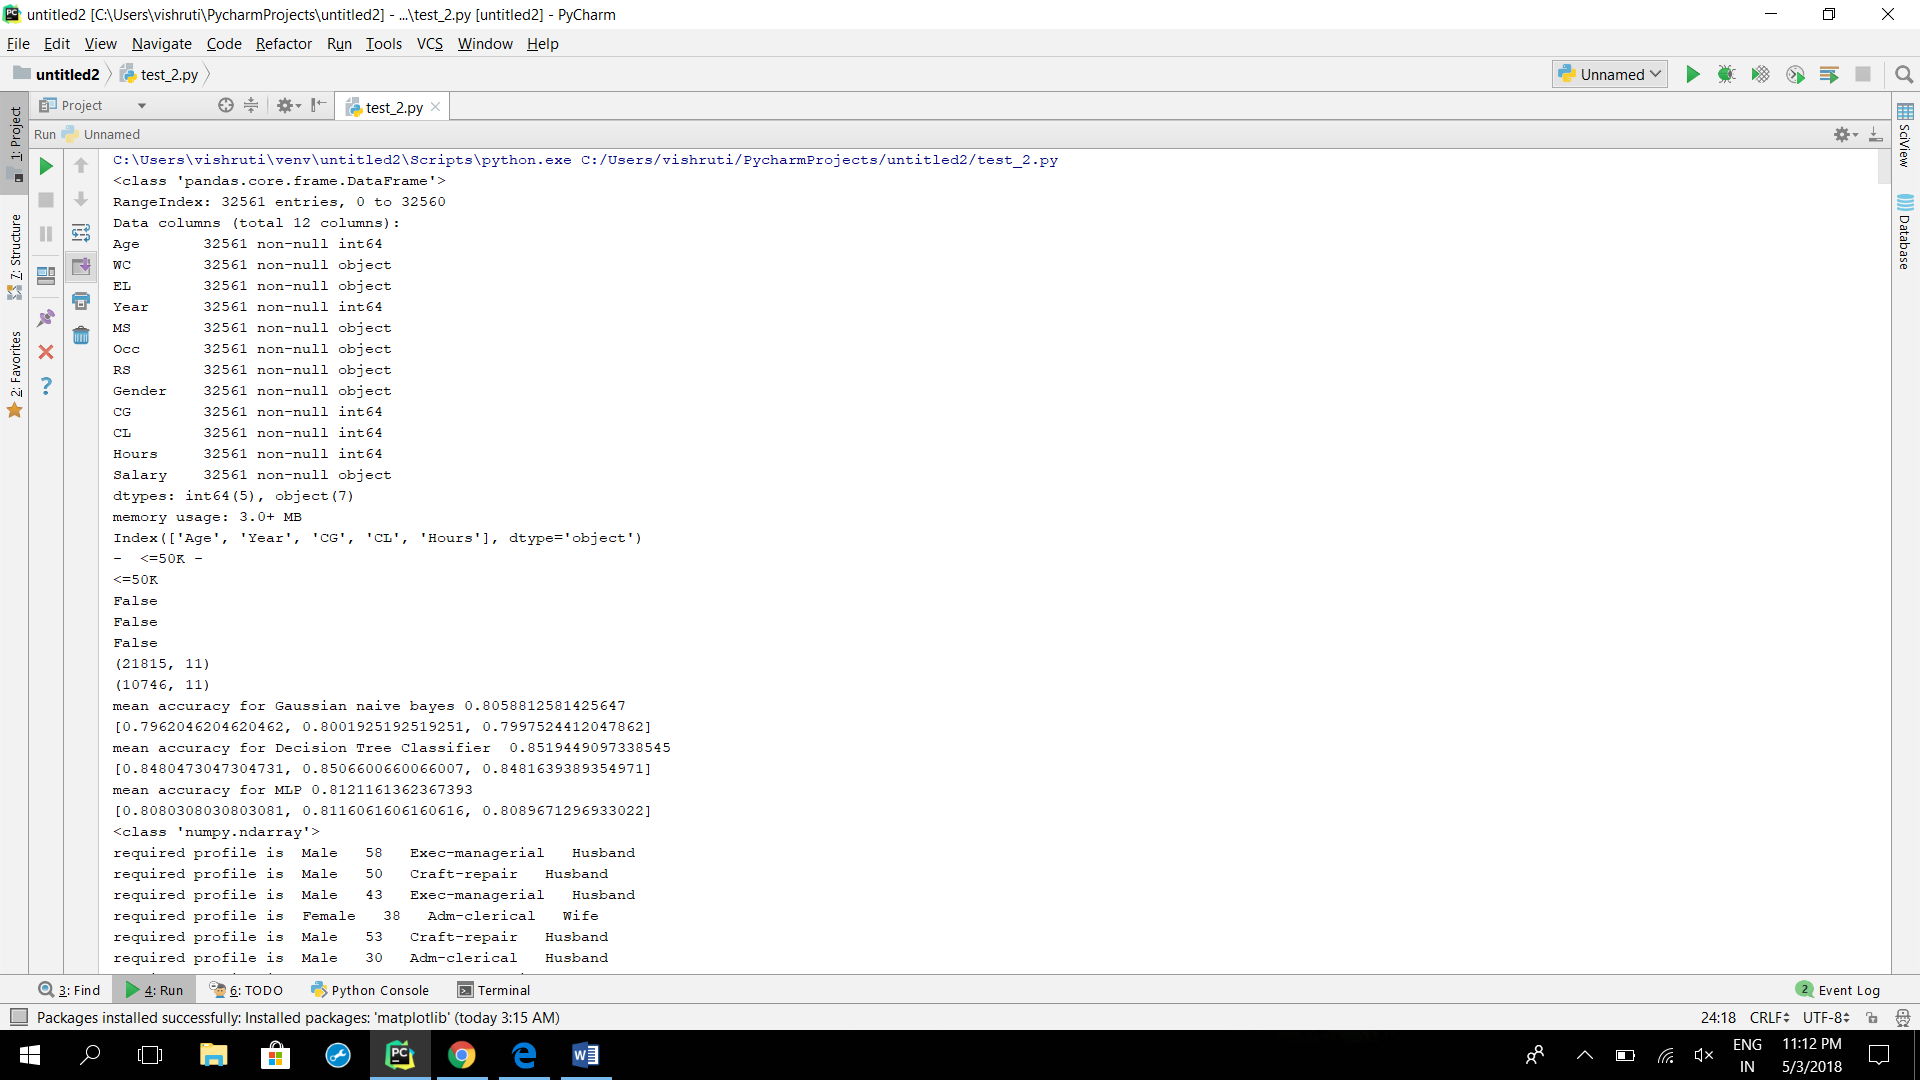 untitled2 [C:\Users\vishruti\PycharmProjects\untitled2] - ...\test_2.py [untitled2] - PyCharm
File Edit View Navigate Code Refactor Run Tools VCS Window Help
untitled2 test_2.py Unnamed
Project test_2.py
Run Unnamed
1: Project
7: Structure
2: Favorites
SciView
Database
C:\Users\vishruti\venv\untitled2\Scripts\python.exe C:/Users/vishruti/PycharmProjects/untitled2/test_2.py
<class 'pandas.core.frame.DataFrame'>
RangeIndex: 32561 entries, 0 to 32560
Data columns (total 12 columns):
Age 32561 non-null int64
WC 32561 non-null object
EL 32561 non-null object
Year 32561 non-null int64
MS 32561 non-null object
Occ 32561 non-null object
RS 32561 non-null object
Gender 32561 non-null object
CG 32561 non-null int64
CL 32561 non-null int64
Hours 32561 non-null int64
Salary 32561 non-null object
dtypes: int64(5), object(7)
memory usage: 3.0+ MB
Index(['Age', 'Year', 'CG', 'CL', 'Hours'], dtype='object')
-  <=50K -
<=50K
False
False
False
(21815, 11)
(10746, 11)
mean accuracy for Gaussian naive bayes 0.8058812581425647
[0.7962046204620462, 0.8001925192519251, 0.7997524412047862]
mean accuracy for Decision Tree Classifier  0.8519449097338545
[0.8480473047304731, 0.8506600660066007, 0.8481639389354971]
mean accuracy for MLP 0.8121161362367393
[0.8080308030803081, 0.8116061606160616, 0.8089671296933022]
<class 'numpy.ndarray'>
required profile is  Male   58   Exec-managerial   Husband
required profile is  Male   50   Craft-repair   Husband
required profile is  Male   43   Exec-managerial   Husband
required profile is  Female   38   Adm-clerical   Wife
required profile is  Male   53   Craft-repair   Husband
required profile is  Male   30   Adm-clerical   Husband
3: Find 4: Run 6: TODO Python Console Terminal 2 Event Log
Packages installed successfully: Installed packages: 'matplotlib' (today 3:15 AM) 24:18 CRLF UTF-8
ENG 11:12 PM
IN 5/3/2018